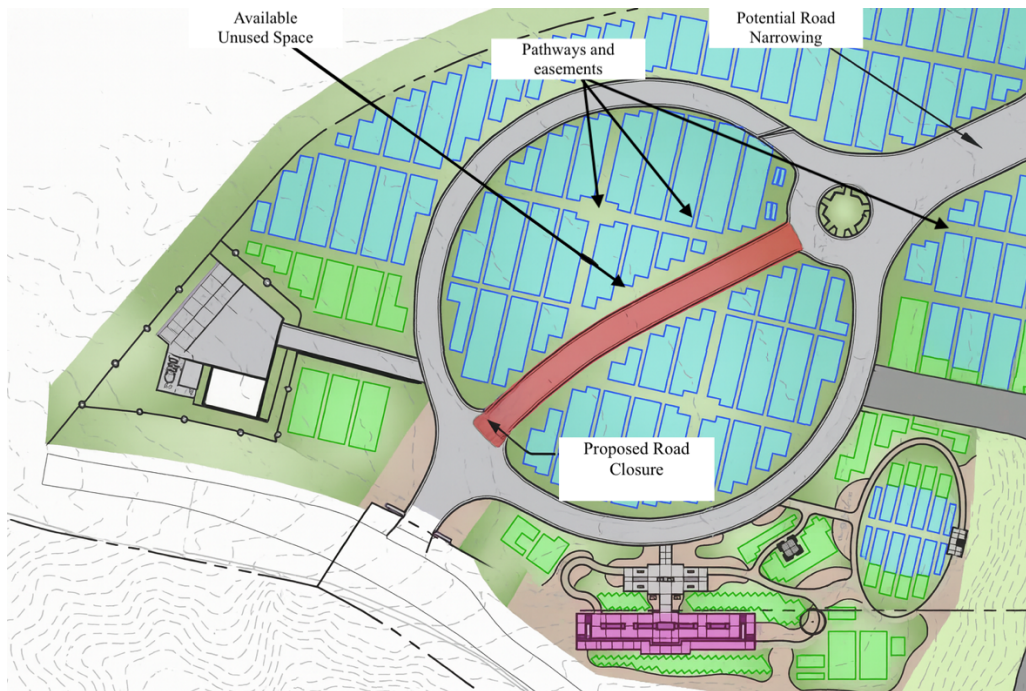 Available
Unused Space
Pathways and
easements
Potential Road
Narrowing
Proposed Road
Closure